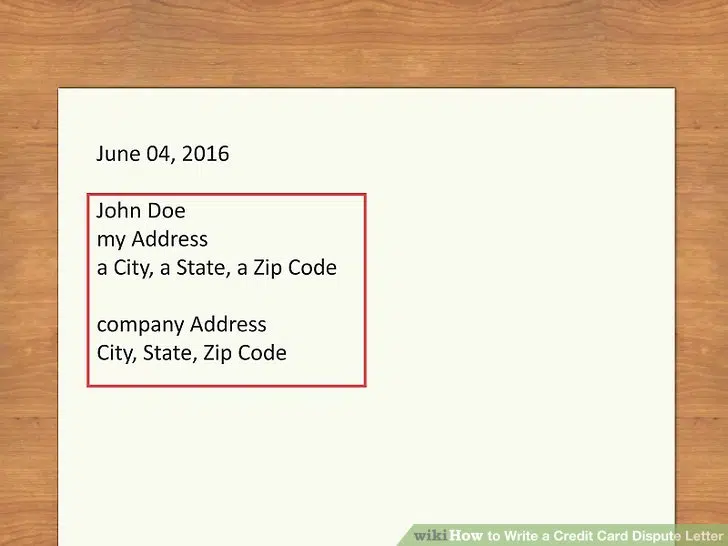 June 04, 2016
John Doe
my Address
a City, a State, a Zip Code
company Address
City, State, Zip Code
wikiHow to Write a Credit Card Dispute Letter